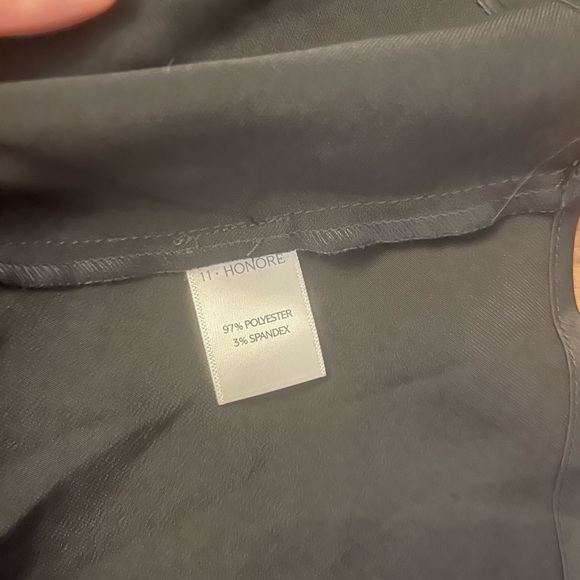 11 · HONORE
97% POLYESTER
3% SPANDEX